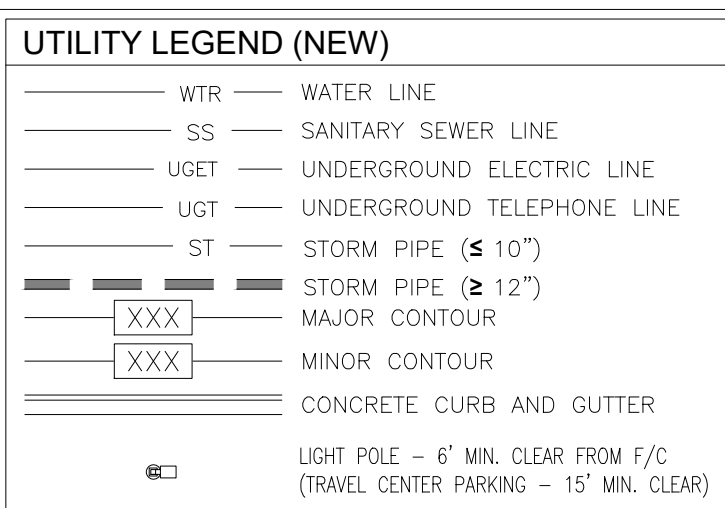 UTILITY LEGEND (NEW)
WTR WATER LINE
SS SANITARY SEWER LINE
UGET UNDERGROUND ELECTRIC LINE
UGT UNDERGROUND TELEPHONE LINE
ST STORM PIPE (≤ 10")
STORM PIPE (≥ 12")
XXX MAJOR CONTOUR
XXX MINOR CONTOUR
CONCRETE CURB AND GUTTER
LIGHT POLE – 6' MIN. CLEAR FROM F/C
(TRAVEL CENTER PARKING – 15' MIN. CLEAR)